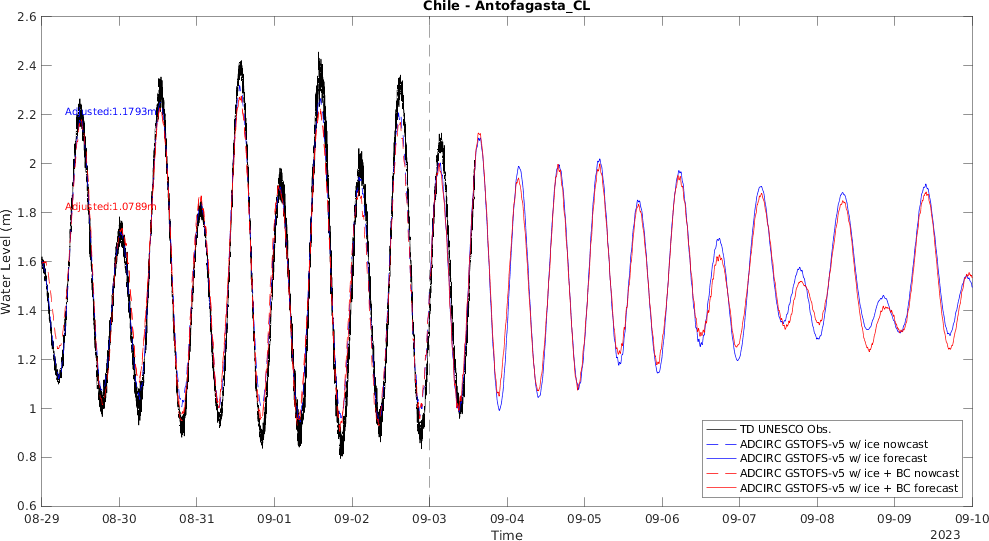 Chile - Antofagasta_CL
2.6
2.4
2.2
2
1.8
1.6
1.4
1.2
1
0.8
0.6
Water Level (m)
Adjusted:1.1793m
Adjusted:1.0789m
TD UNESCO Obs.
ADCIRC GSTOFS-v5 w/ ice nowcast
ADCIRC GSTOFS-v5 w/ ice forecast
ADCIRC GSTOFS-v5 w/ ice + BC nowcast
ADCIRC GSTOFS-v5 w/ ice + BC forecast
08-29 08-30 08-31 09-01 09-02 09-03 09-04 09-05 09-06 09-07 09-08 09-09 09-10
Time
2023